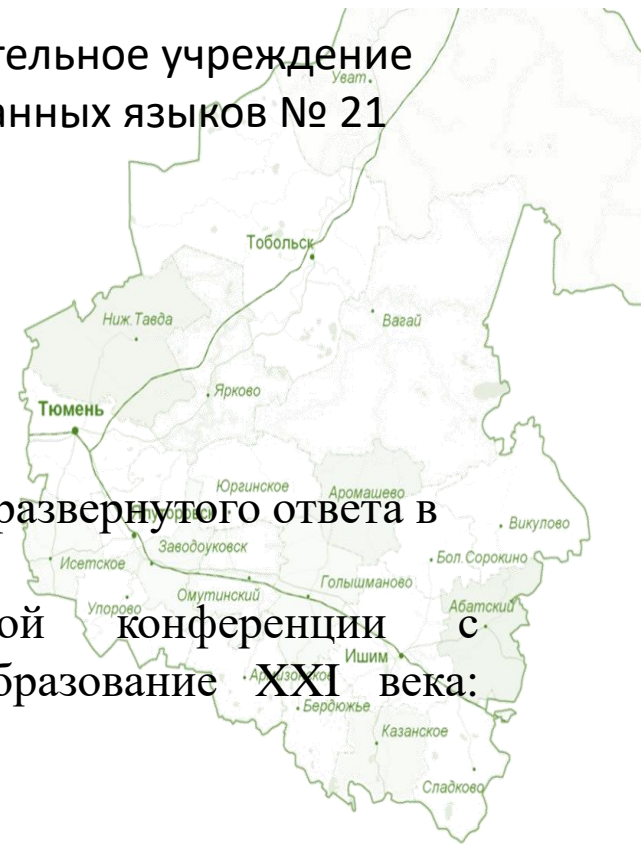 тельное учреждение
Уват
анных языков № 21
Тобольск
Ниж.Тавда
Вагай
Ярково
Тюмень
Юргинское
Аромашево
развернутого ответа в
Викулово
Заводоуковск
Бол.Сорокино
Исетское
Голышманово
Омутинский
Абатский
Упорово
ой конференции с
Ишим
бразование XXI века:
Бердюжье
Казанское
Сладково